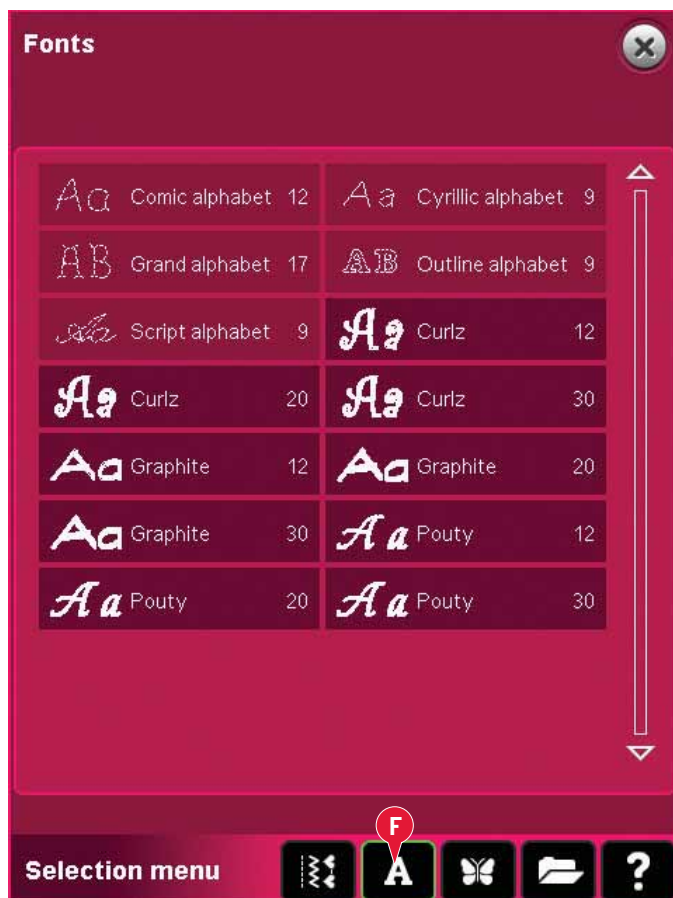 Fonts
Aa Comic alphabet 12 Aa Cyrillic alphabet 9
AB Grand alphabet 17 AB Outline alphabet 9
Script alphabet 9 Aa Curlz 12
Aa Curlz 20 Aa Curlz 30
Aa Graphite 12 Aa Graphite 20
Aa Graphite 30 Aa Pouty 12
Aa Pouty 20 Aa Pouty 30
F
Selection menu A ?